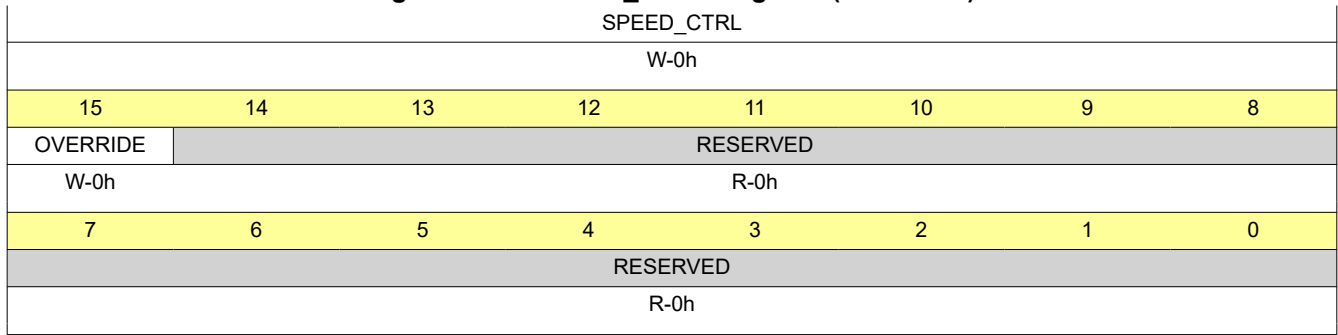 SPEED_CTRL
W-0h
15 14 13 12 11 10 9 8
OVERRIDE RESERVED
W-0h R-0h
7 6 5 4 3 2 1 0
RESERVED
R-0h